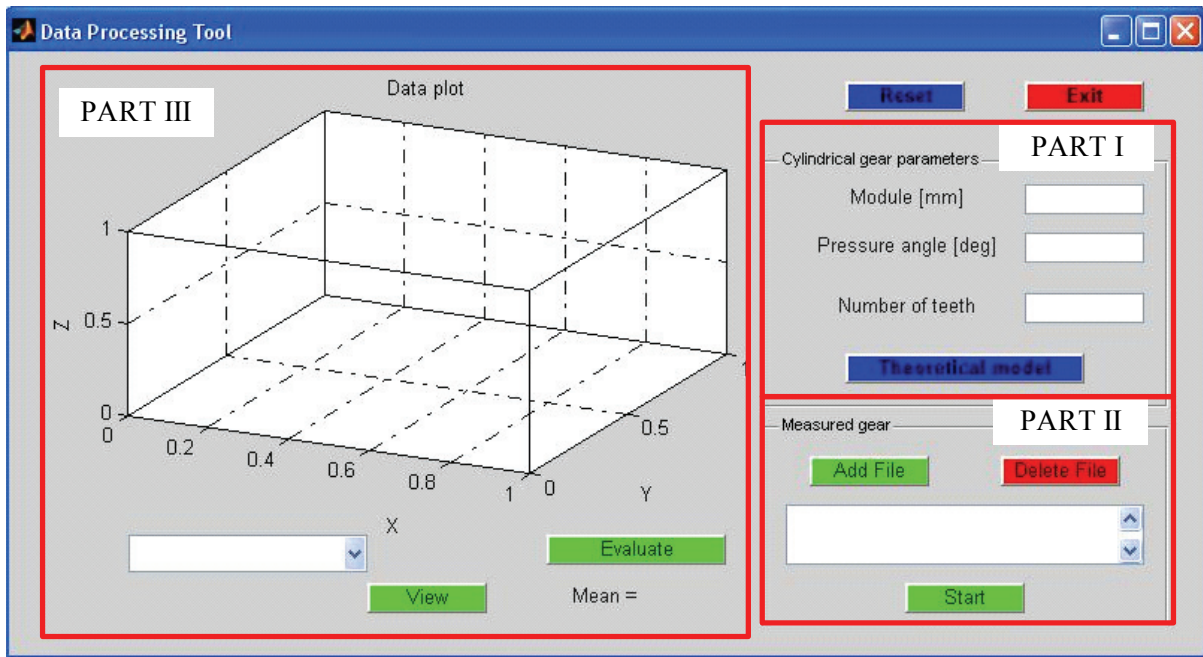 Data Processing Tool
PART III
Data plot
Z
1
0.5
0
0
0.2
0.4
0.6
0.8
1
X
0
0.5
1
Y
Evaluate
View
Mean =
Reset
Exit
PART I
Cylindrical gear parameters
Module [mm]
Pressure angle [deg]
Number of teeth
Theoretical model
PART II
Measured gear
Add File
Delete File
Start